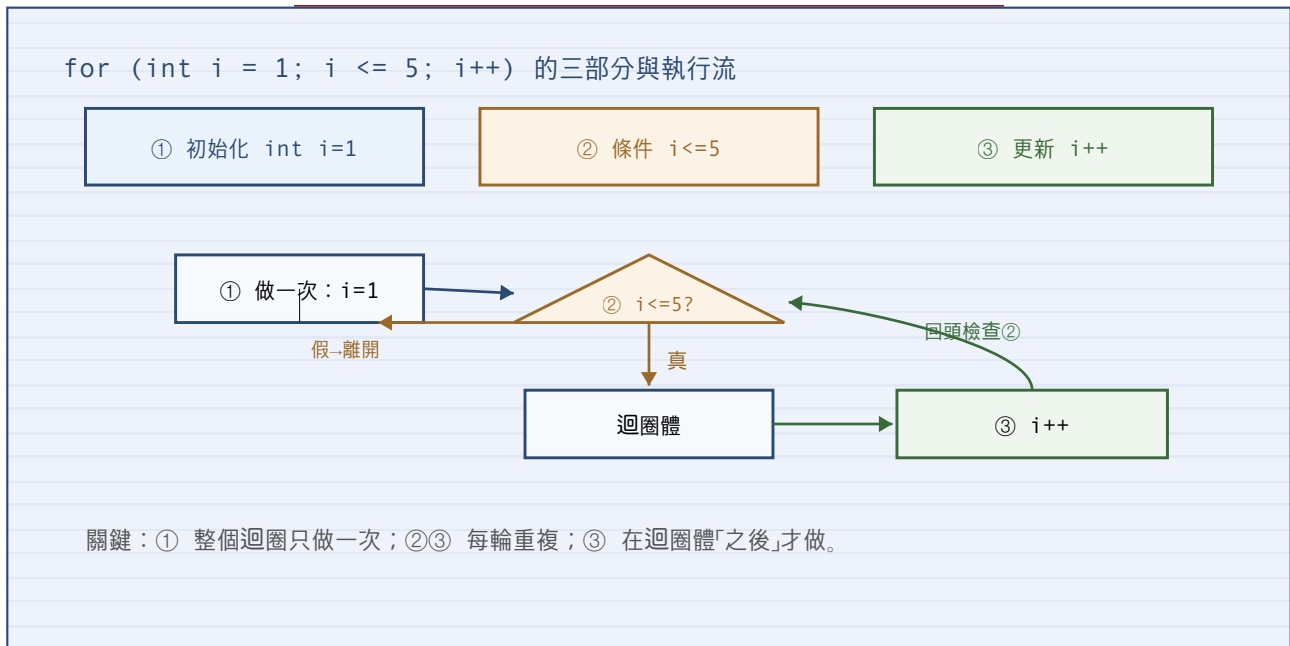 for (int i = 1; i <= 5; i++) 的三部分與執行流
① 初始化 int i=1
② 條件 i<=5
③ 更新 i++
① 做一次：i=1
② i<=5?
假→離開
真
回頭檢查②
迴圈體
③ i++
關鍵：① 整個迴圈只做一次；②③ 每輪重複；③ 在迴圈體「之後」才做。